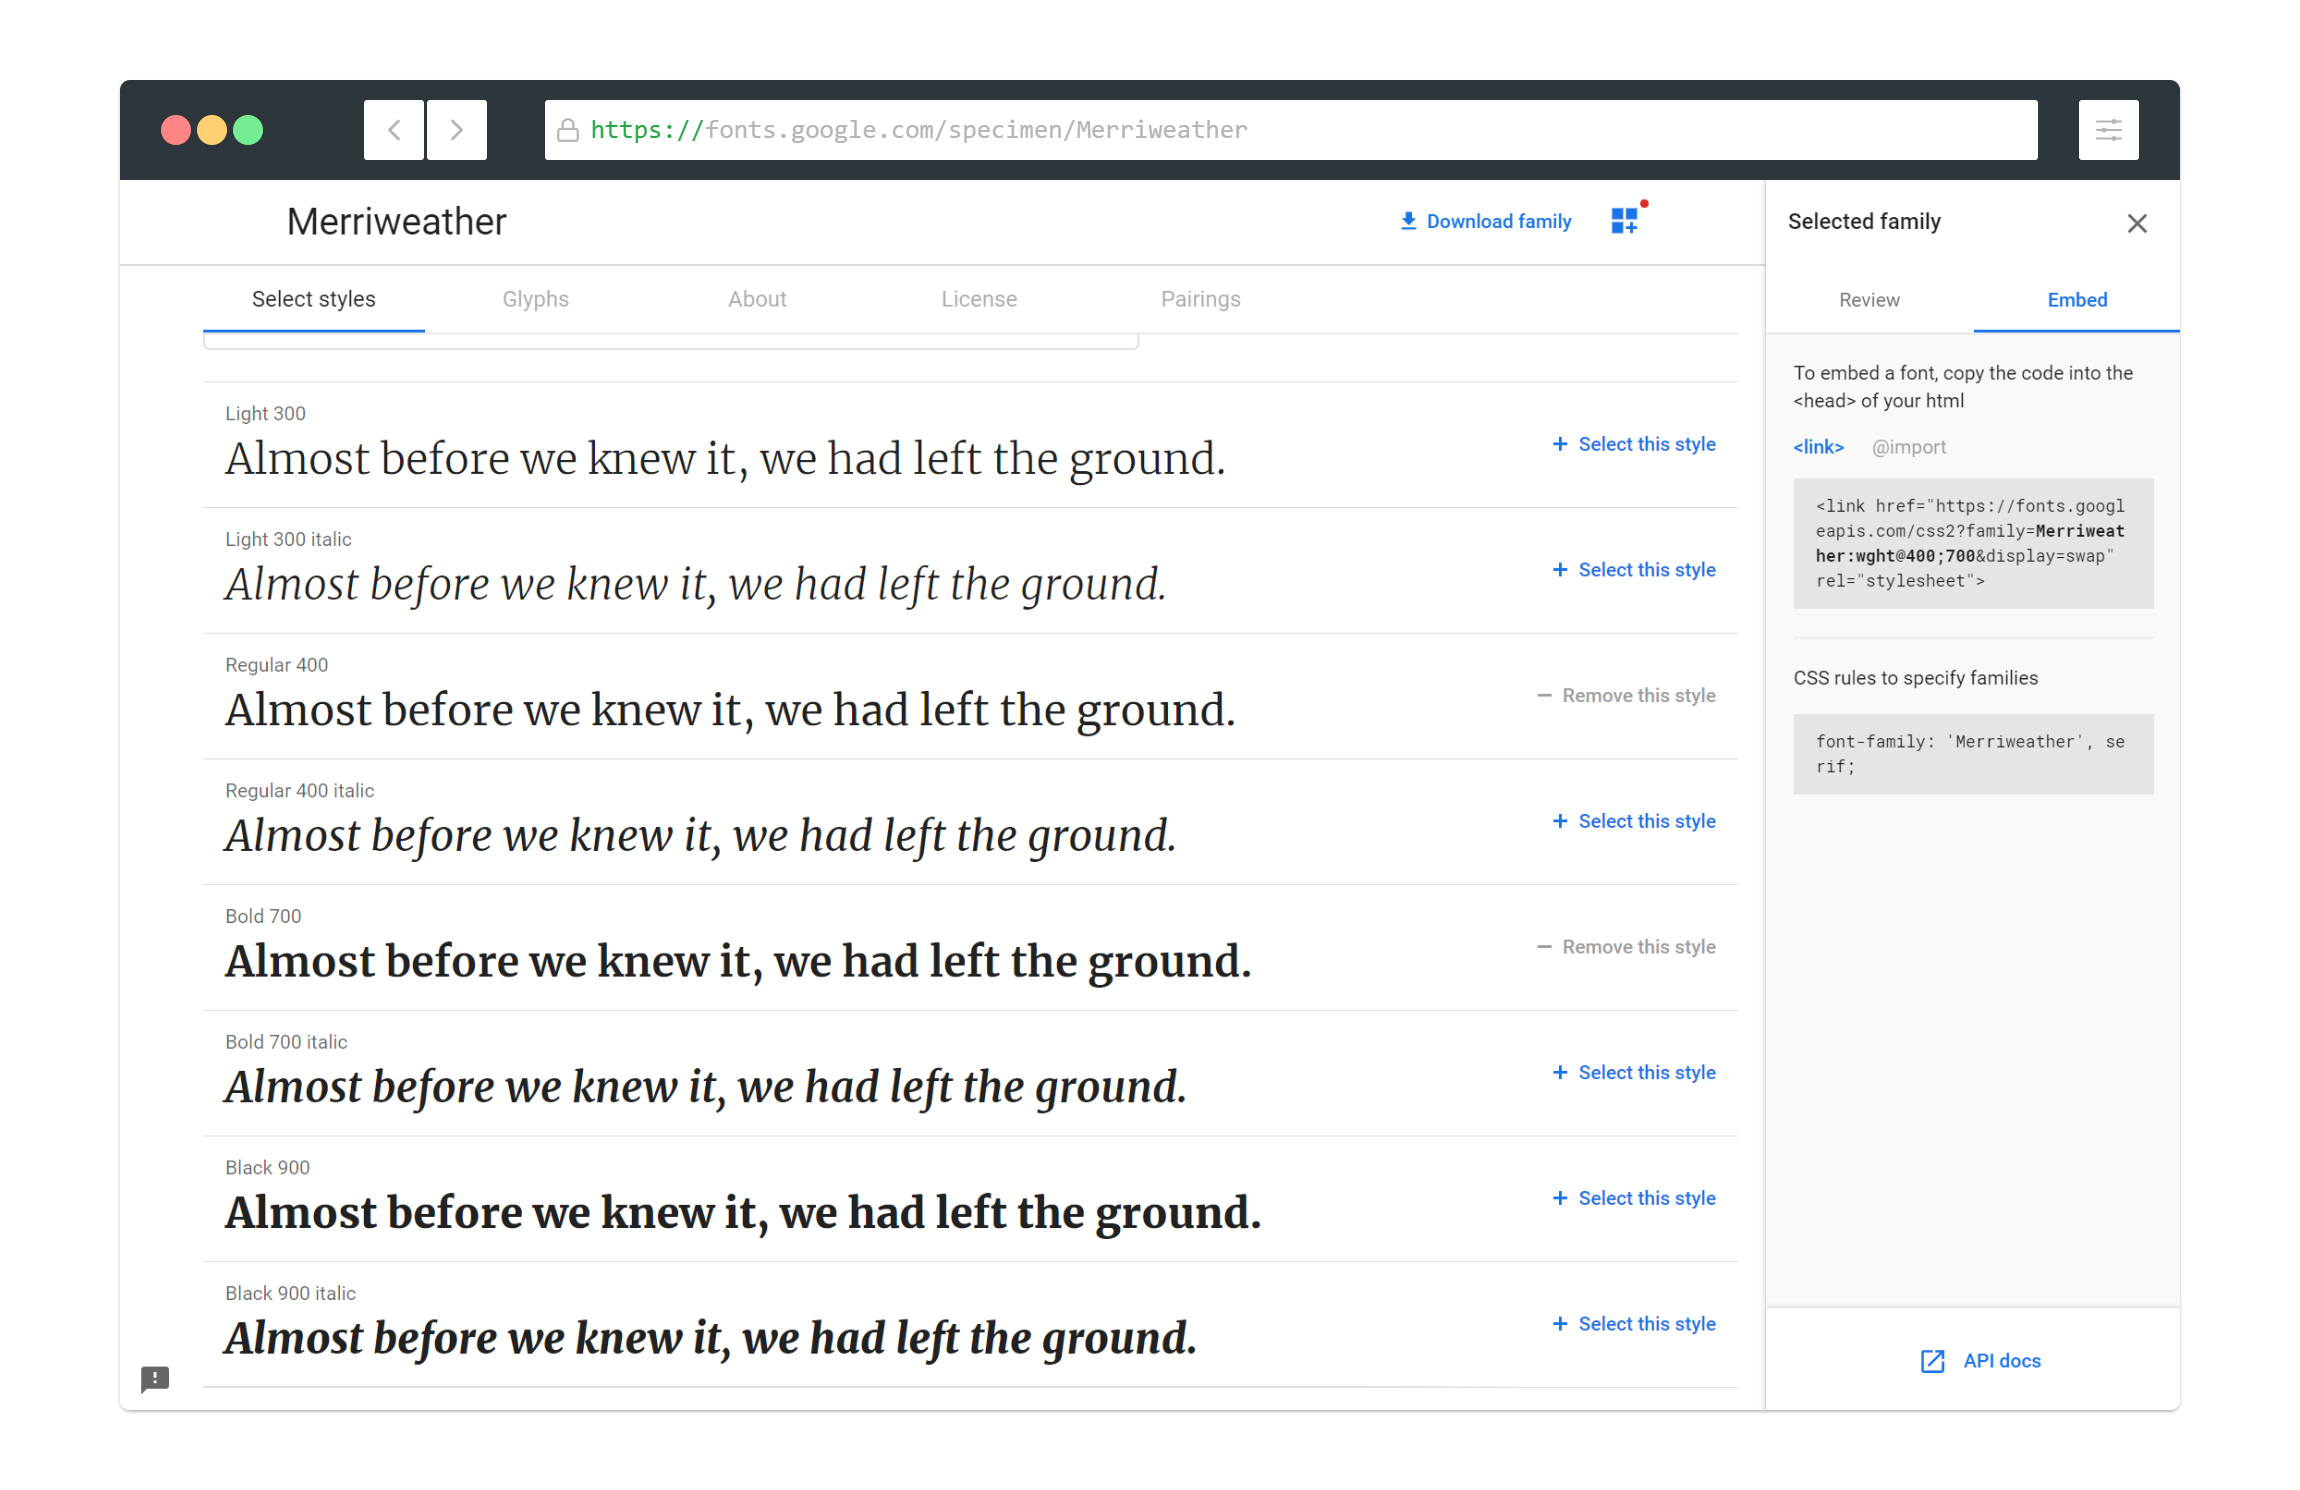 https://fonts.google.com/specimen/Merriweather
Merriweather
Download family
Select styles
Glyphs
About
License
Pairings
Light 300
Almost before we knew it, we had left the ground.
+ Select this style
Light 300 italic
Almost before we knew it, we had left the ground.
+ Select this style
Regular 400
Almost before we knew it, we had left the ground.
− Remove this style
Regular 400 italic
Almost before we knew it, we had left the ground.
+ Select this style
Bold 700
Almost before we knew it, we had left the ground.
− Remove this style
Bold 700 italic
Almost before we knew it, we had left the ground.
+ Select this style
Black 900
Almost before we knew it, we had left the ground.
+ Select this style
Black 900 italic
Almost before we knew it, we had left the ground.
+ Select this style
Selected family
Review
Embed
To embed a font, copy the code into the
<head> of your html
<link>
@import
<link href="https://fonts.googl
eapis.com/css2?family=Merriweat
her:wght@400;700&display=swap"
rel="stylesheet">
CSS rules to specify families
font-family: 'Merriweather', se
rif;
API docs